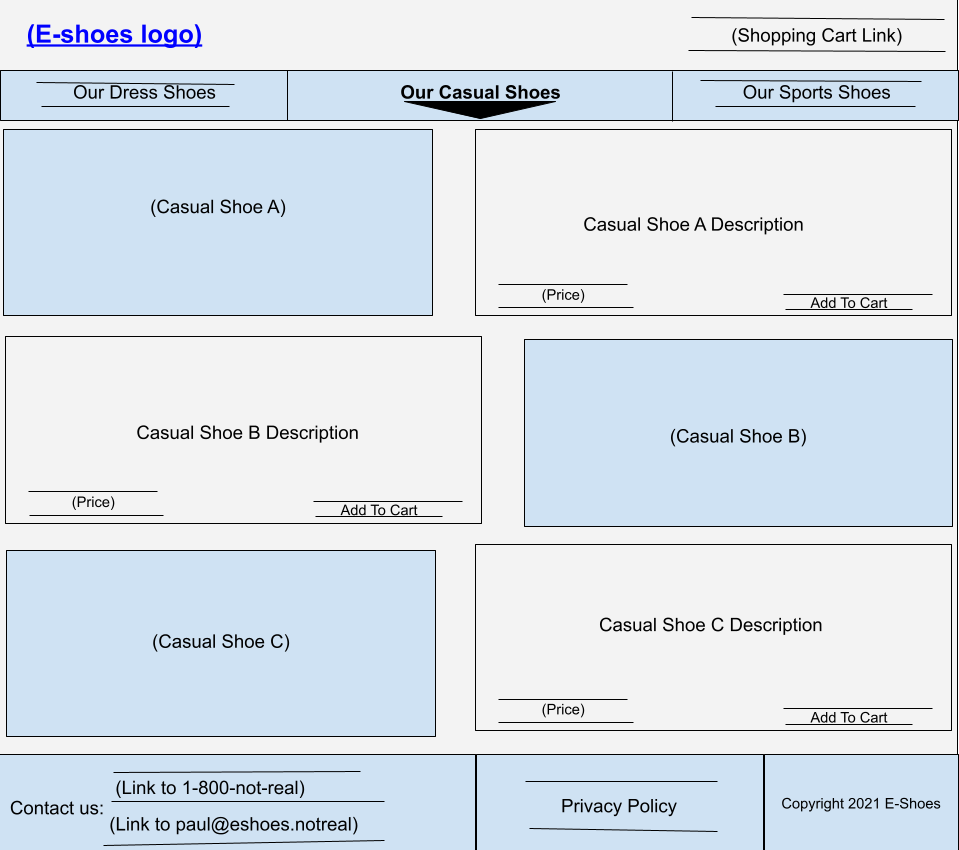 (E-shoes logo)
(Shopping Cart Link)
Our Dress Shoes
Our Casual Shoes
Our Sports Shoes
(Casual Shoe A)
Casual Shoe A Description
(Price)
Add To Cart
Casual Shoe B Description
(Price)
Add To Cart
(Casual Shoe B)
(Casual Shoe C)
Casual Shoe C Description
(Price)
Add To Cart
Contact us:
(Link to 1-800-not-real)
(Link to paul@eshoes.notreal)
Privacy Policy
Copyright 2021 E-Shoes